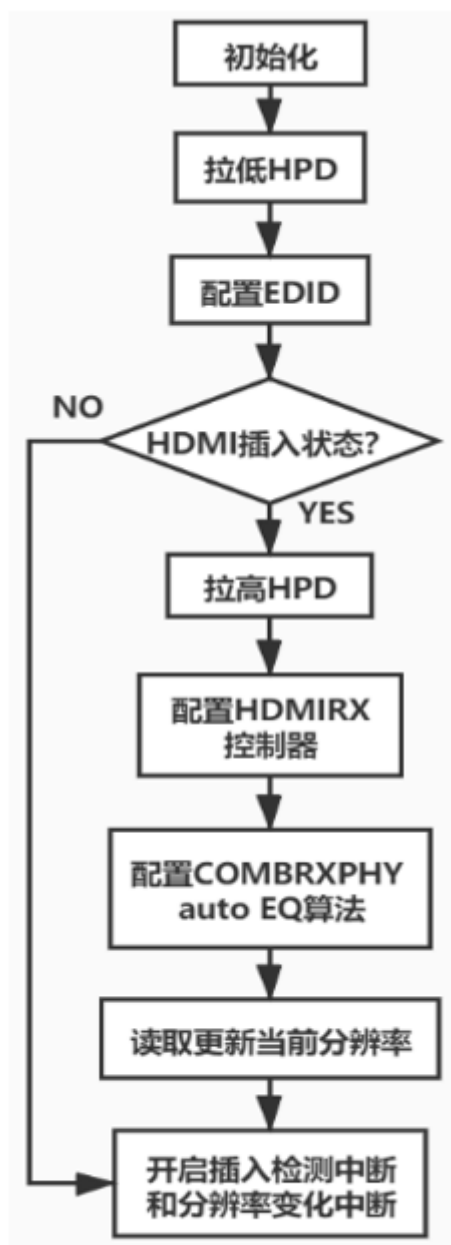 初始化
拉低HPD
配置EDID
NO
HDMI插入状态?
YES
拉高HPD
配置HDMIRX
控制器
配置COMBRXPHY
auto EQ算法
读取更新当前分辨率
开启插入检测中断
和分辨率变化中断